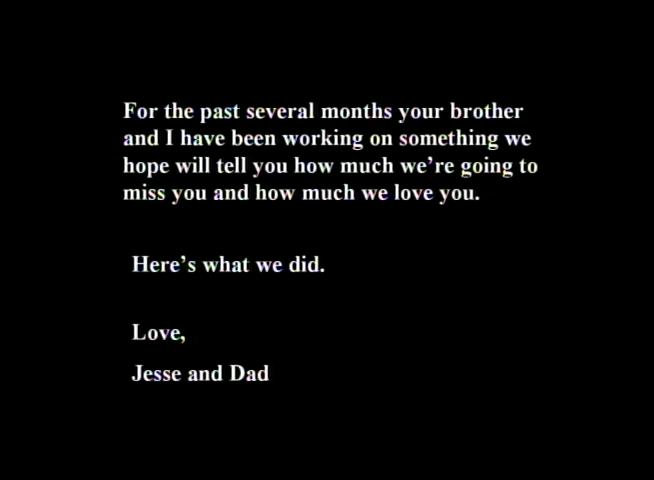 For the past several months your brother
and I have been working on something we
hope will tell you how much we’re going to
miss you and how much we love you.
Here’s what we did.
Love,
Jesse and Dad